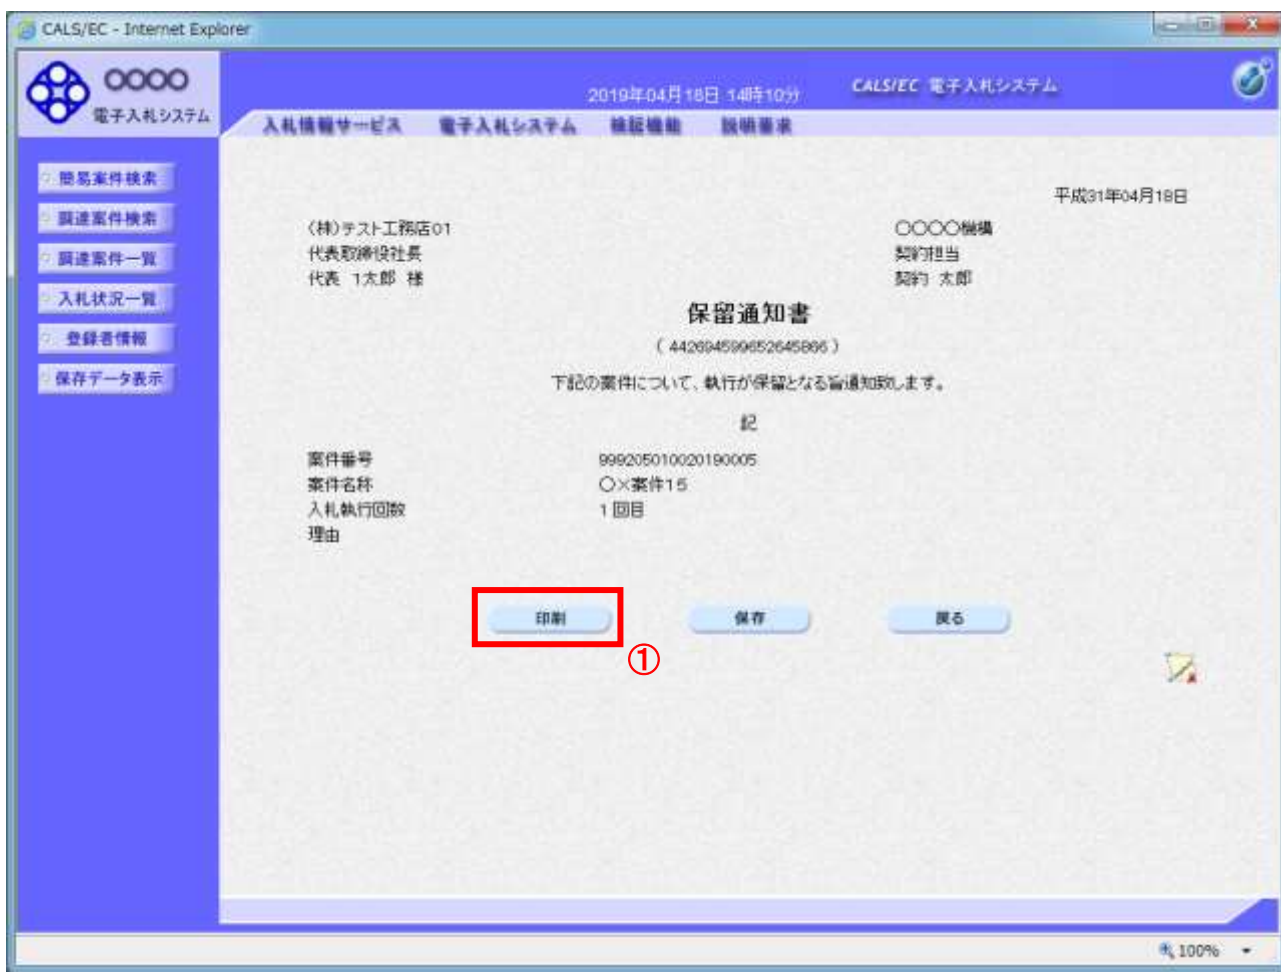 CALS/EC - Internet Explorer
○○○○
電子入札システム
2019年04月18日 14時10分
CALS/EC 電子入札システム
入札情報サービス 電子入札システム 検証機能 説明要求
簡易案件検索
調達案件検索
調達案件一覧
入札状況一覧
登録者情報
保存データ表示
平成31年04月18日
(株)テスト工務店01
代表取締役社長
代表 1太郎 様
○○○○機構
契約担当
契約 太郎
保留通知書
( 442694599652645866 )
下記の案件について、執行が保留となる旨通知致します。
記
案件番号 999205010020190005
案件名称 ○×案件15
入札執行回数 1回目
理由
印刷 保存 戻る
①
100%